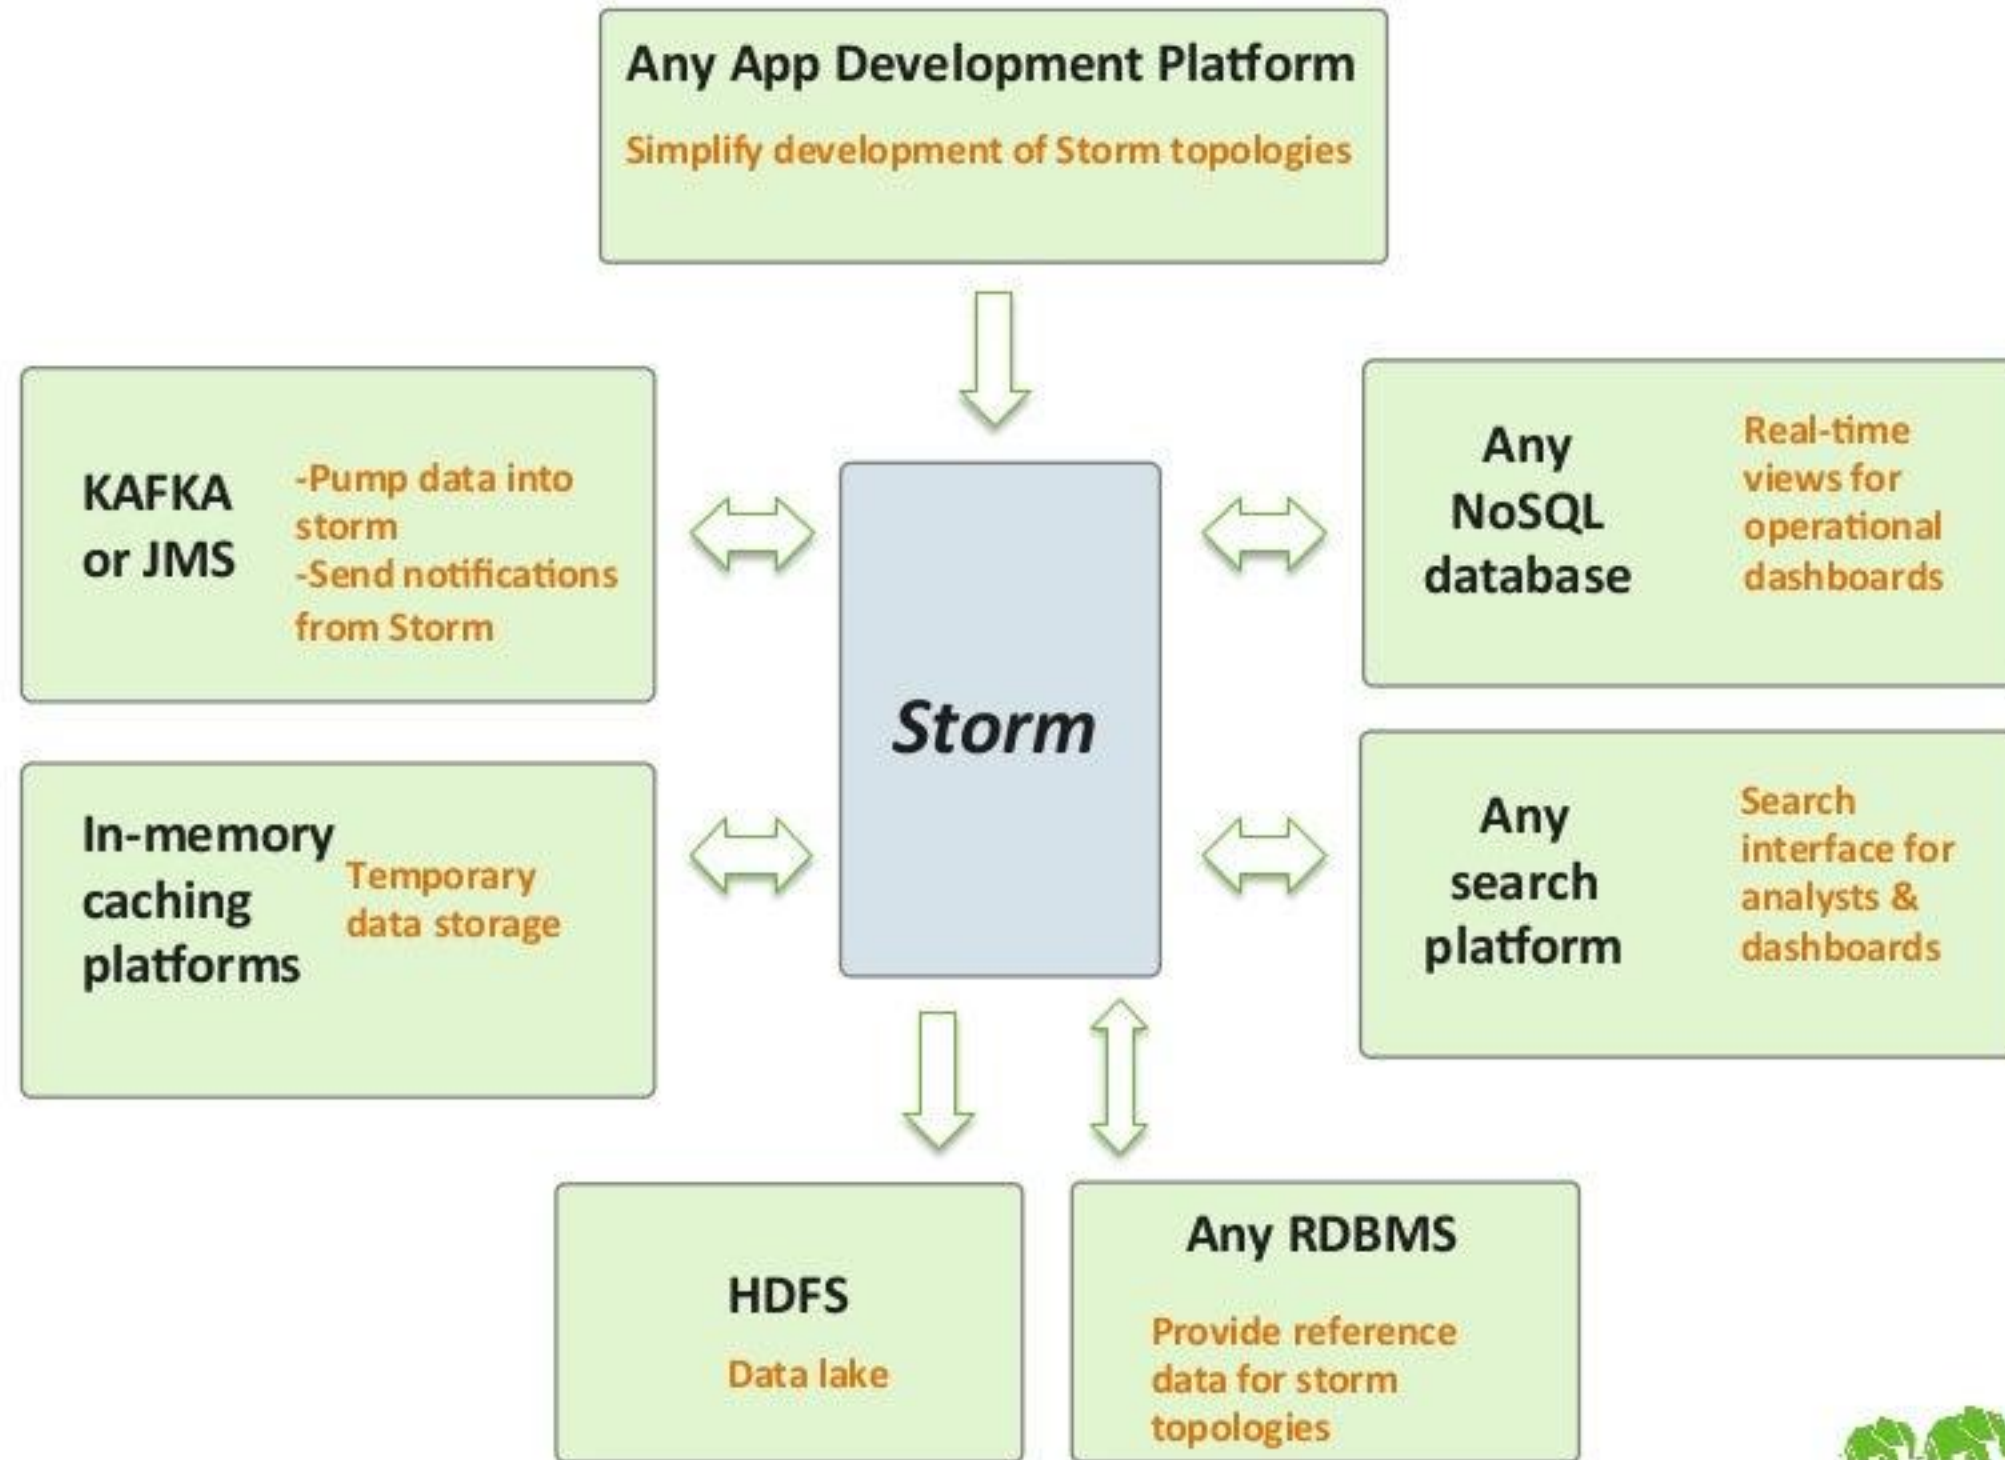 Any App Development Platform
Simplify development of Storm topologies
KAFKA
or JMS
-Pump data into
storm
-Send notifications
from Storm
Any
NoSQL
database
Real-time
views for
operational
dashboards
Storm
In-memory
caching
platforms
Temporary
data storage
Any
search
platform
Search
interface for
analysts &
dashboards
HDFS
Data lake
Any RDBMS
Provide reference
data for storm
topologies